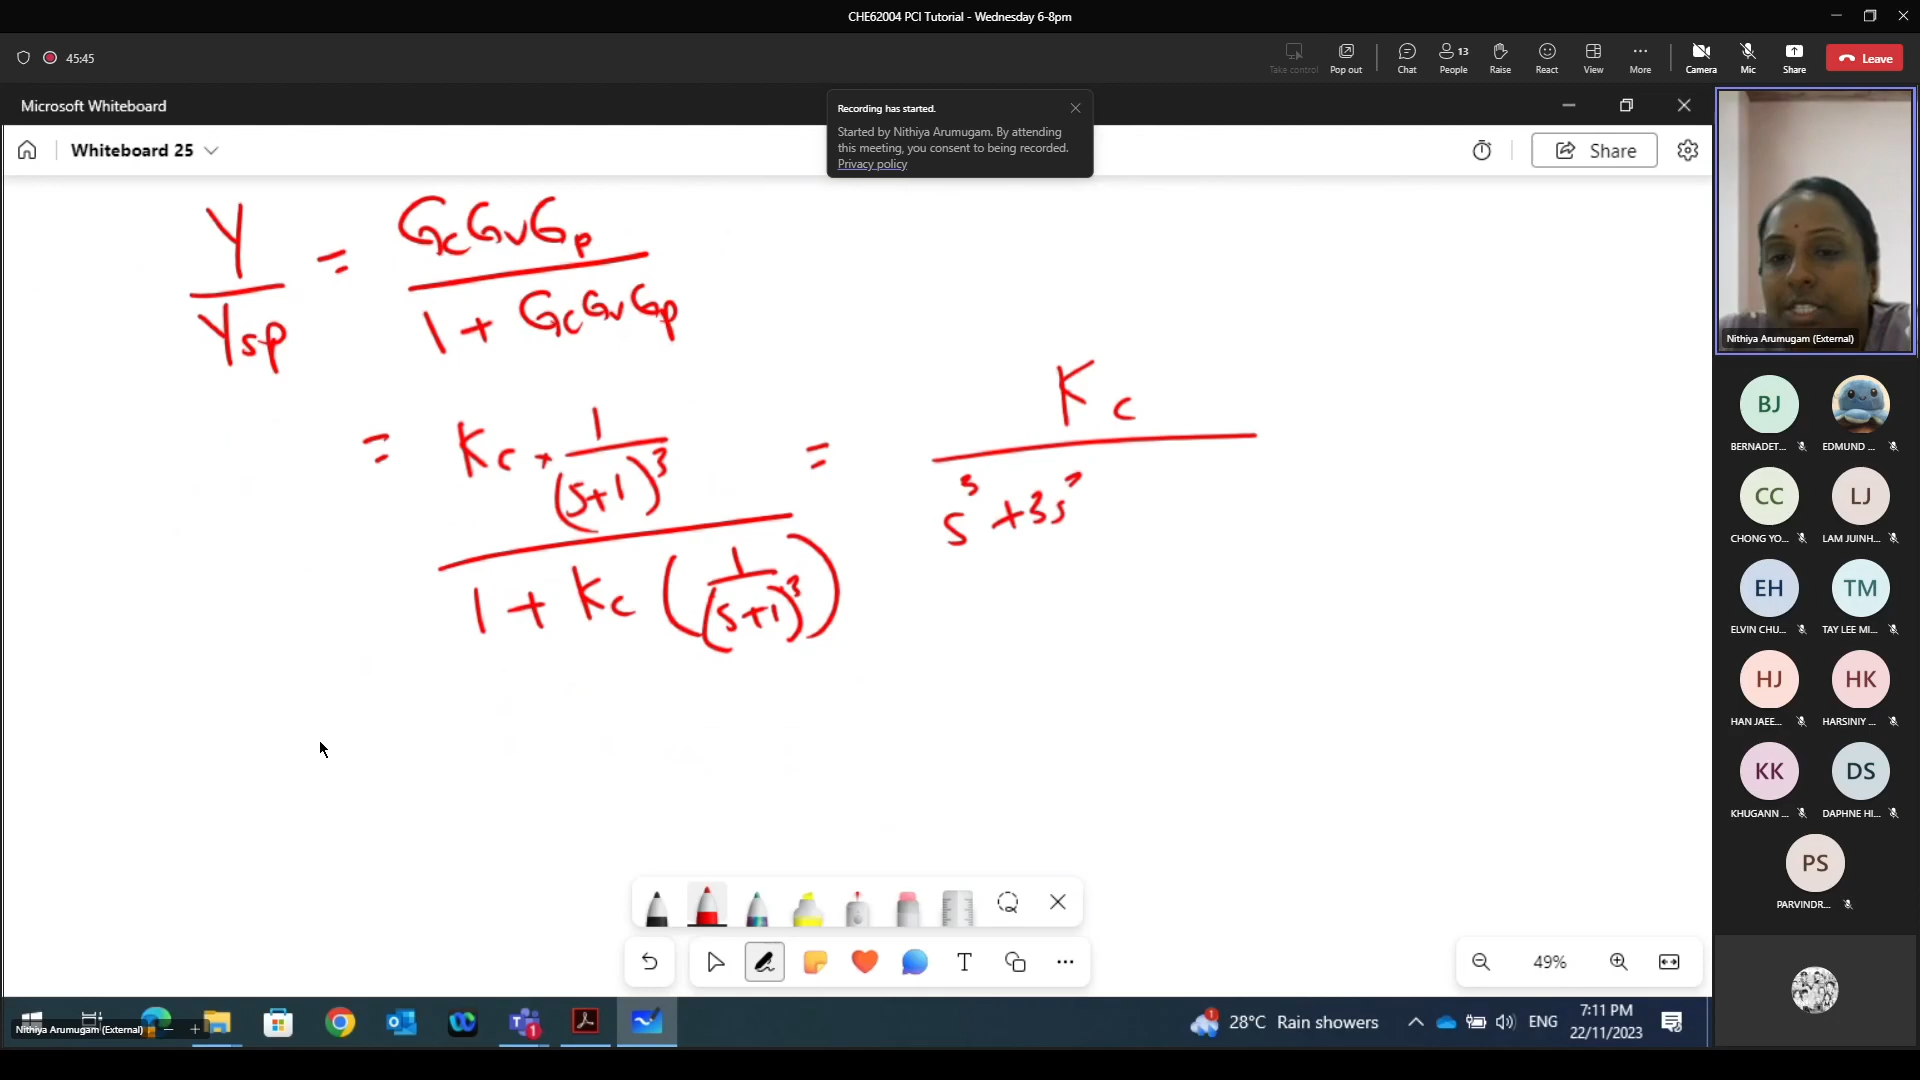 CHE62004 PCI Tutorial - Wednesday 6-8pm
45:45
Take control
Pop out
Chat
13
People
Raise
React
View
More
Camera
Mic
Share
Leave
Microsoft Whiteboard
Recording has started.
Started by Nithiya Arumugam. By attending
this meeting, you consent to being recorded.
Privacy policy
Whiteboard 25
Share
Y/Ysp = GcGvGp / (1 + GcGvGp)
= Kc * 1/(s+1)³ / (1 + Kc (1/(s+1)³)) = Kc / s³ + 3s²
Nithiya Arumugam (External)
BJ
BERNADET...
EDMUND ...
CC
CHONG YO...
LJ
LAM JUINH...
EH
ELVIN CHU...
TM
TAY LEE MI...
HJ
HAN JAEE...
HK
HARSINIY ...
KK
KHUGANN ...
DS
DAPHNE HI...
PS
PARVINDR...
49%
Nithiya Arumugam (External)
1
1
28°C Rain showers
ENG
7:11 PM
22/11/2023